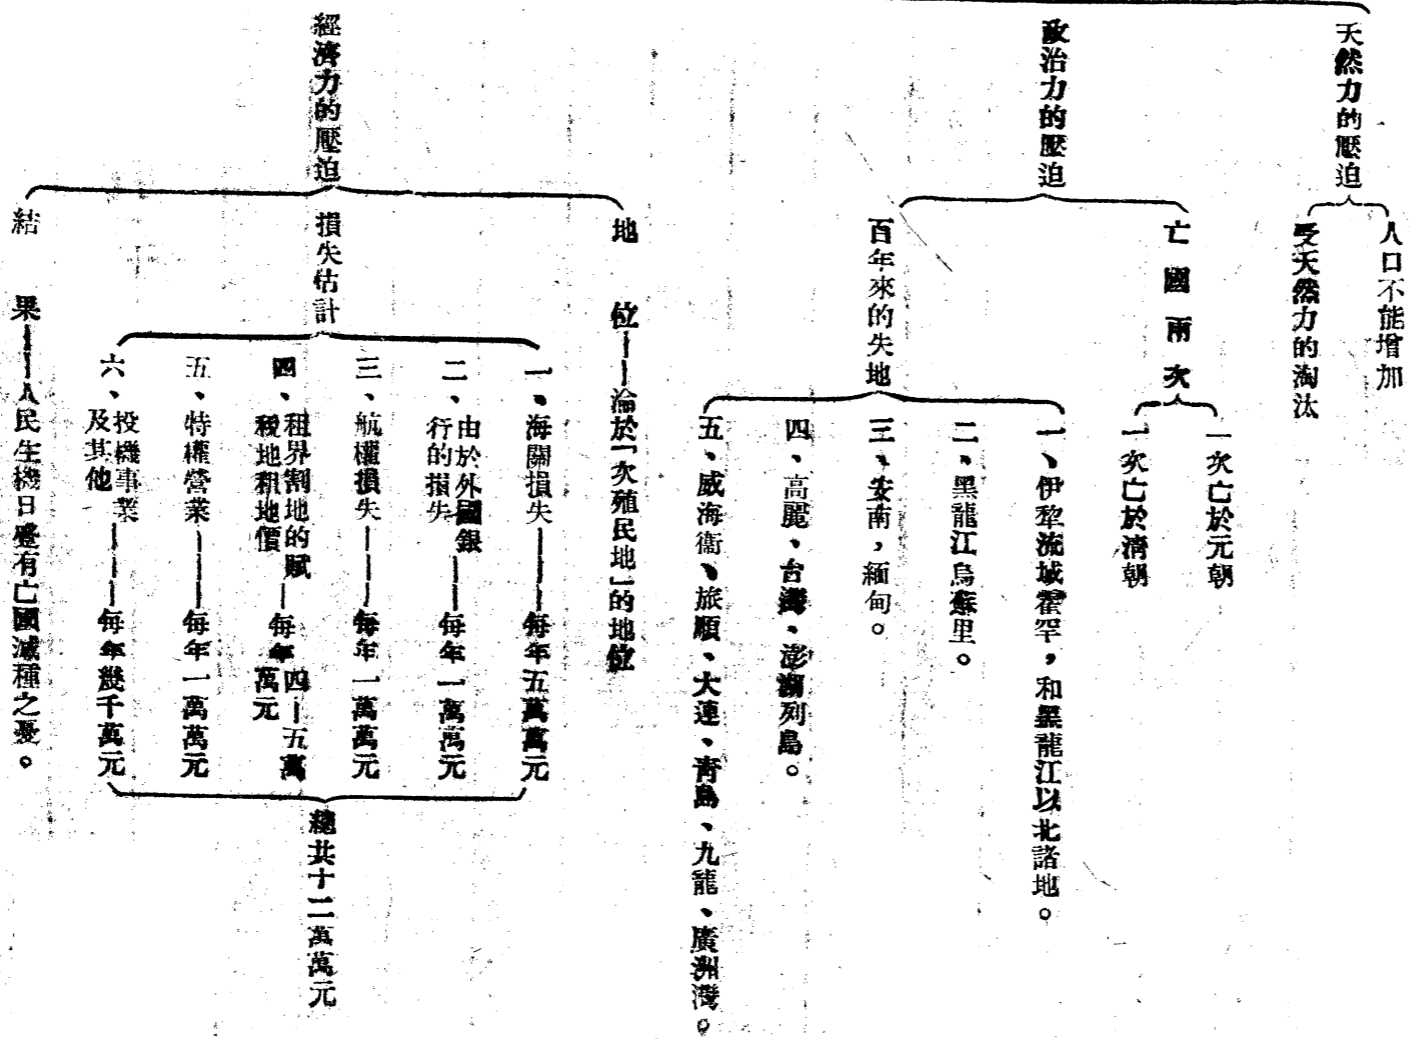 天然力的壓迫
人口不能增加
受天然力的淘汰
政治力的壓迫
亡國兩次
一次亡於元朝
一次亡於清朝
百年來的失地
一、伊犂流域霍罕，和黑龍江以北諸地。
二、黑龍江烏蘇里。
三、安南，緬甸。
四、高麗、台灣、澎湖列島。
五、威海衞、旅順、大連、青島、九龍、廣洲灣。
經濟力的壓迫
地位——淪於「次殖民地」的地位
損失估計
一、海關損失——每年五萬萬元
二、由於外國銀
行的損失——每年一萬萬元
三、航權損失——每年一萬萬元
四、租界割地的賦
稅地租地價—每年四—五萬
萬元
五、特權營業——每年一萬萬元
六、投機事業
及其他——每年幾千萬元
總共十二萬萬元
結果——人民生機日蹙有亡國滅種之憂。